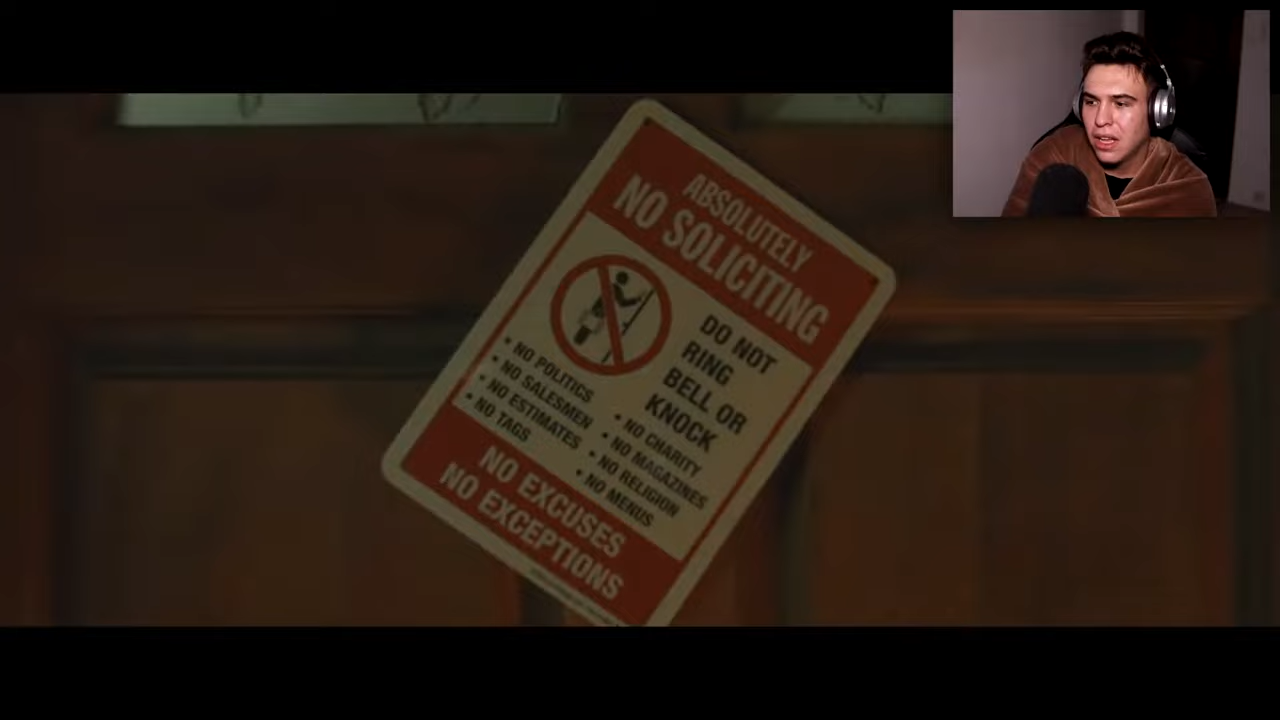 ABSOLUTELY
NO SOLICITING
DO NOT
RING
BELL OR
KNOCK
• NO POLITICS
• NO SALESMEN
• NO ESTIMATES
• NO TAGS
• NO CHARITY
• NO MAGAZINES
• NO RELIGION
• NO MENUS
NO EXCUSES
NO EXCEPTIONS